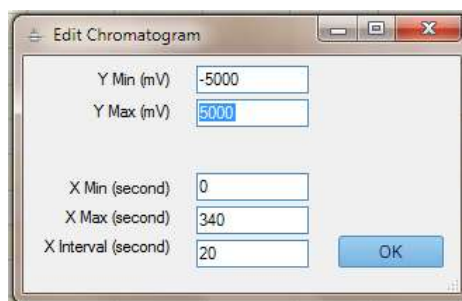 Edit Chromatogram
Y Min (mV) -5000
Y Max (mV) 5000
X Min (second) 0
X Max (second) 340
X Interval (second) 20
OK